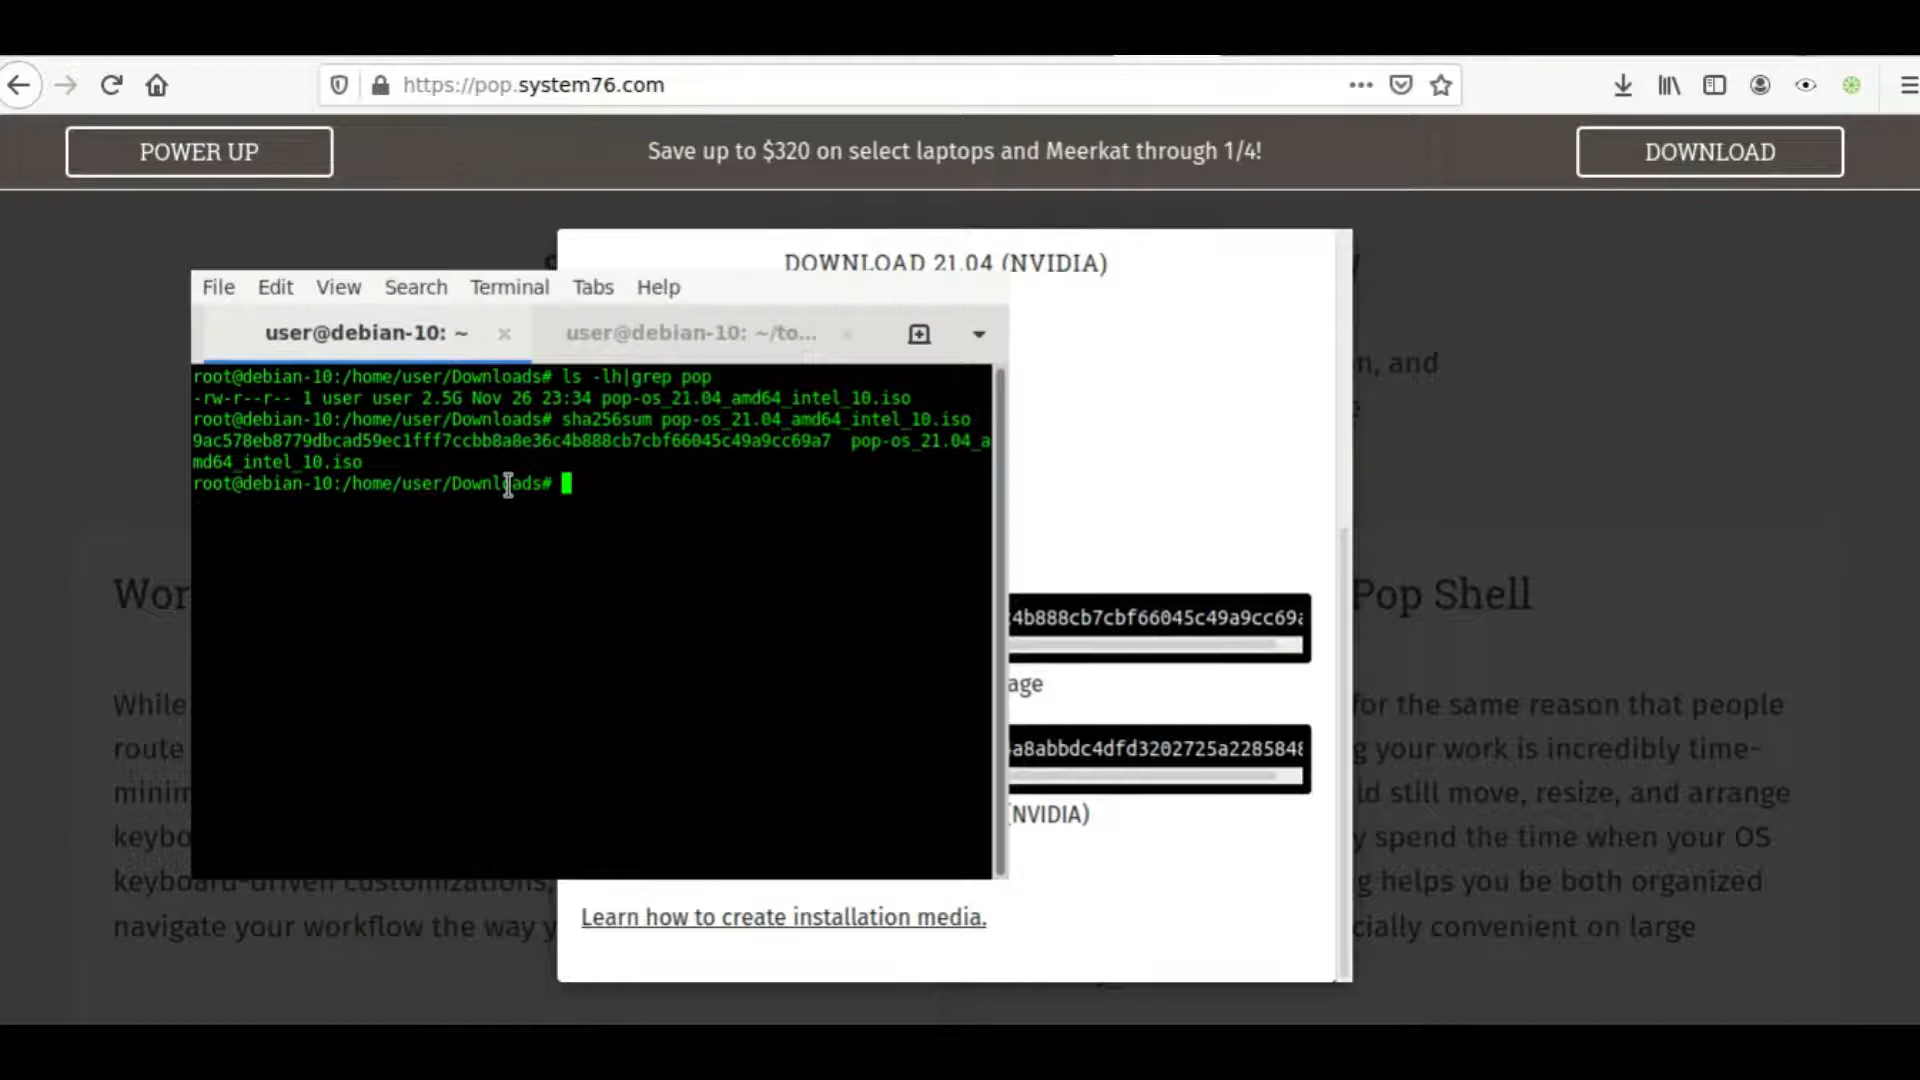 https://pop.system76.com
POWER UP
Save up to $320 on select laptops and Meerkat through 1/4!
DOWNLOAD
DOWNLOAD 21.04 (NVIDIA)
File Edit View Search Terminal Tabs Help
user@debian-10: ~
user@debian-10: ~/to...
root@debian-10:/home/user/Downloads# ls -lh|grep pop
-rw-r--r-- 1 user user 2.5G Nov 26 23:34 pop-os_21.04_amd64_intel_10.iso
root@debian-10:/home/user/Downloads# sha256sum pop-os_21.04_amd64_intel_10.iso
9ac578eb8779dbcad59ec1fff7ccbb8a8e36c4b888cb7cbf66045c49a9cc69a7  pop-os_21.04_a
md64_intel_10.iso
root@debian-10:/home/user/Downloads#
n, and
Wor
Pop Shell
4b888cb7cbf66045c49a9cc69a
age
a8abbdc4dfd3202725a2285848
(NVIDIA)
While
route
minim
keybo
keyboard-driven customizations,
navigate your workflow the way y
for the same reason that people
g your work is incredibly time-
ld still move, resize, and arrange
y spend the time when your OS
g helps you be both organized
cially convenient on large
Learn how to create installation media.